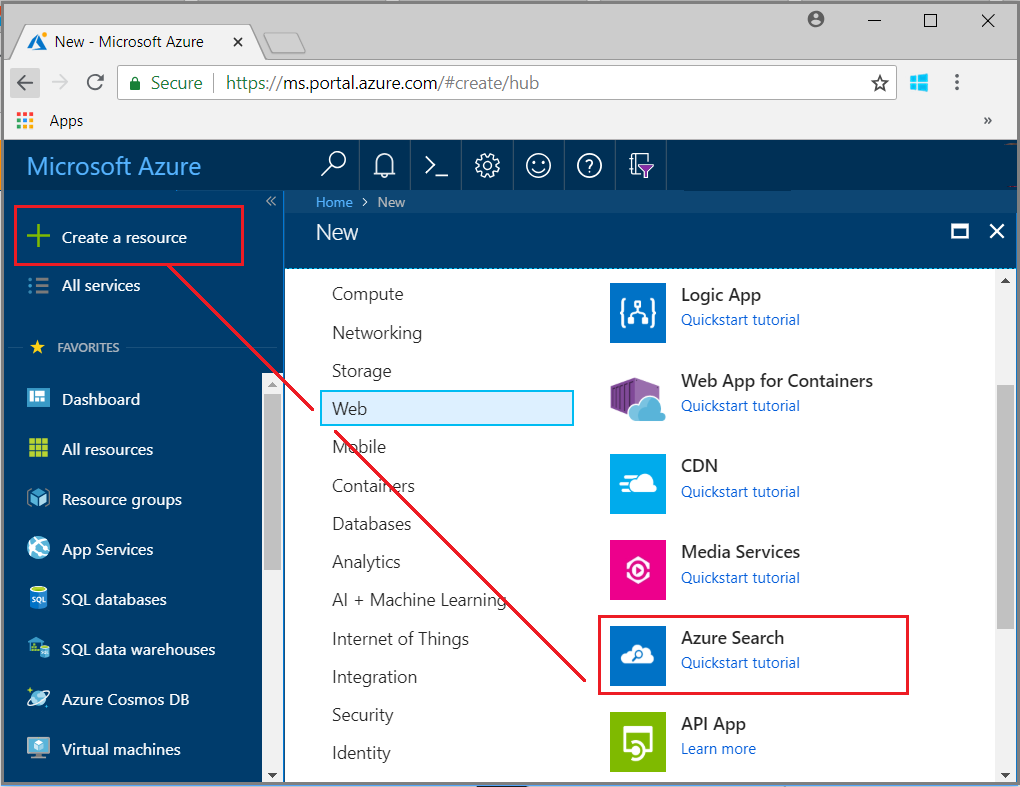 New - Microsoft Azure
Secure
https://ms.portal.azure.com/#create/hub
Apps
»
Microsoft Azure
Home > New
New
Create a resource
All services
FAVORITES
Dashboard
All resources
Resource groups
App Services
SQL
SQL databases
SQL data warehouses
Azure Cosmos DB
Virtual machines
Compute
Networking
Storage
Web
Mobile
Containers
Databases
Analytics
AI + Machine Learning
Internet of Things
Integration
Security
Identity
Logic App
Quickstart tutorial
Web App for Containers
Quickstart tutorial
CDN
Quickstart tutorial
Media Services
Quickstart tutorial
Azure Search
Quickstart tutorial
API App
Learn more